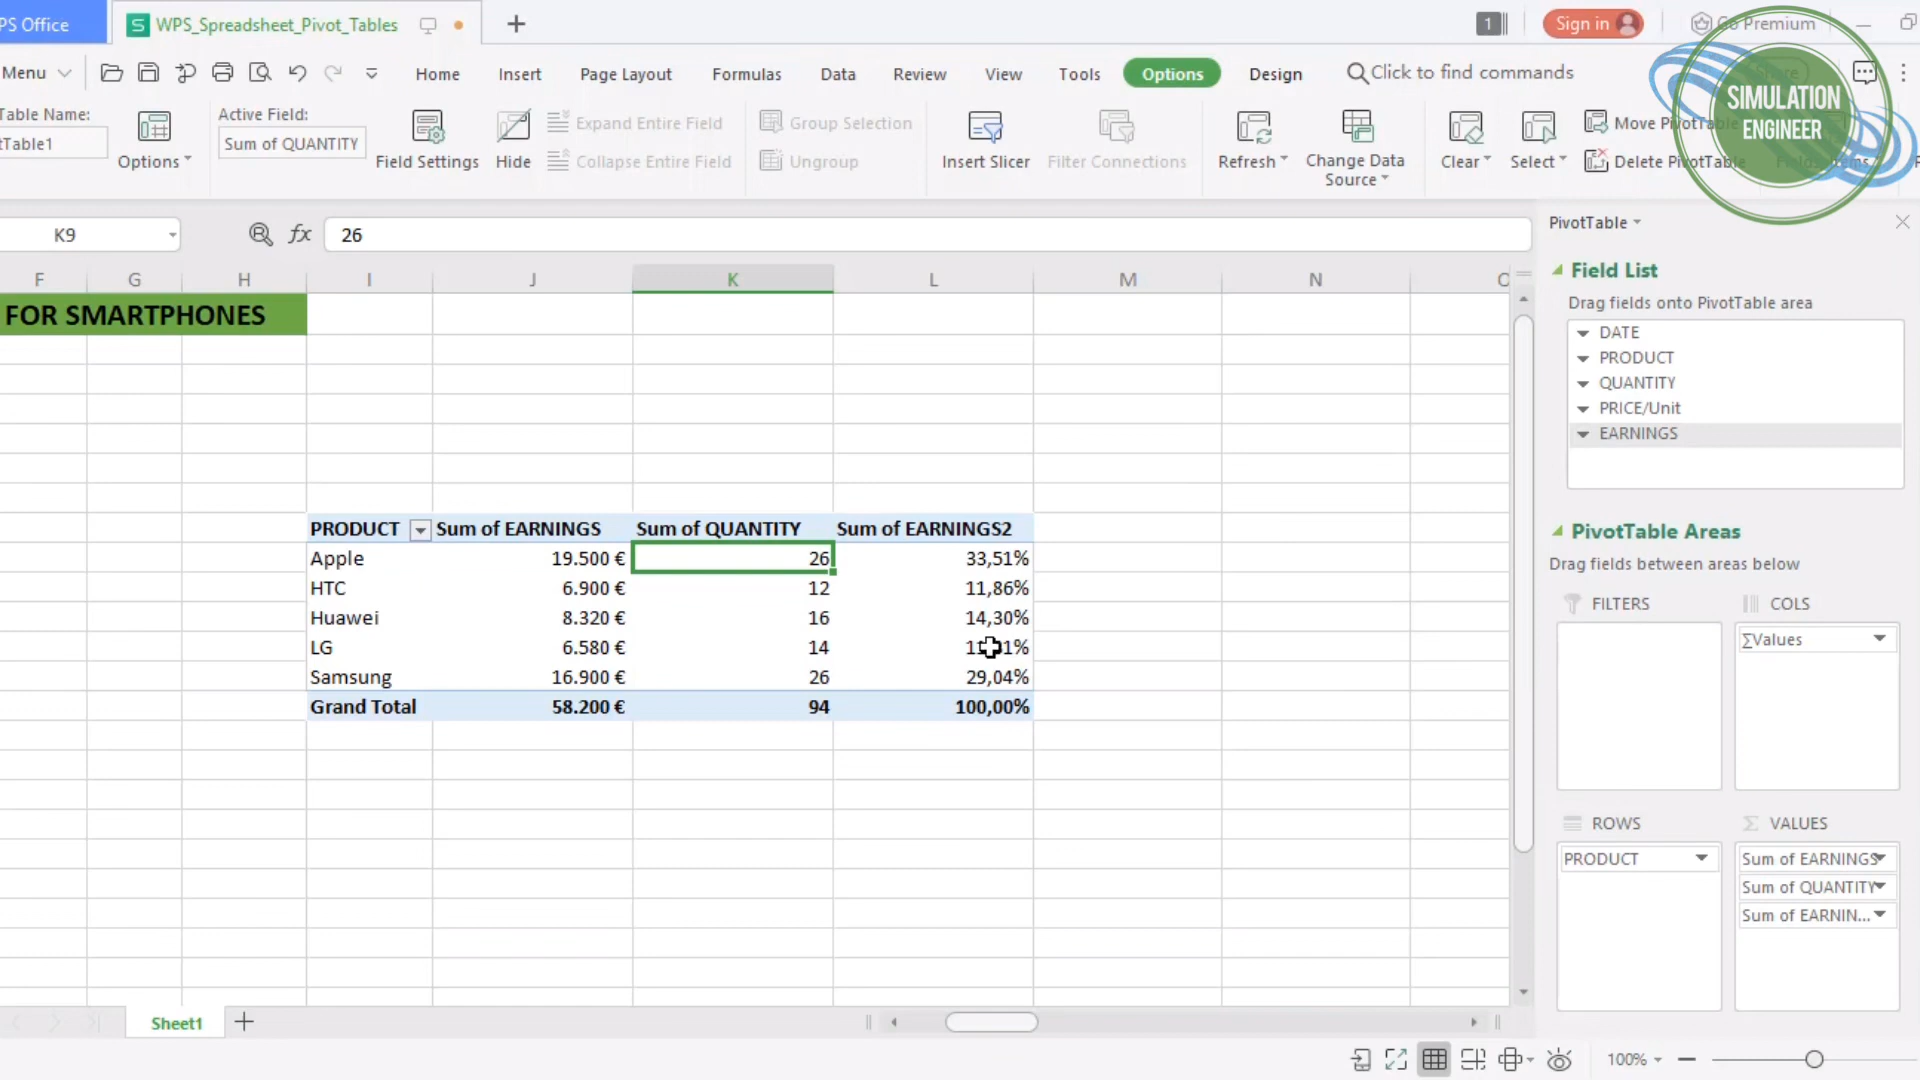 PS Office
WPS_Spreadsheet_Pivot_Tables
1
Sign in
Go Premium
Menu
Home
Insert
Page Layout
Formulas
Data
Review
View
Tools
Options
Design
Click to find commands
Table Name:
tTable1
Options
Active Field:
Sum of QUANTITY
Field Settings
Hide
Expand Entire Field
Collapse Entire Field
Group Selection
Ungroup
Insert Slicer
Filter Connections
Refresh
Change Data
Source
Clear
Select
Move PivotTable
Delete PivotTable
SIMULATION
ENGINEER
K9
fx
26
PivotTable
F G H I J K L M N O
FOR SMARTPHONES
PRODUCT Sum of EARNINGS Sum of QUANTITY Sum of EARNINGS2
Apple 19.500 € 26 33,51%
HTC 6.900 € 12 11,86%
Huawei 8.320 € 16 14,30%
LG 6.580 € 14
Samsung 16.900 € 26 29,04%
Grand Total 58.200 € 94 100,00%
Field List
Drag fields onto PivotTable area
DATE
PRODUCT
QUANTITY
PRICE/Unit
EARNINGS
PivotTable Areas
Drag fields between areas below
FILTERS
COLS
∑Values
ROWS
VALUES
PRODUCT
Sum of EARNINGS
Sum of QUANTITY
Sum of EARNIN...
Sheet1
100%